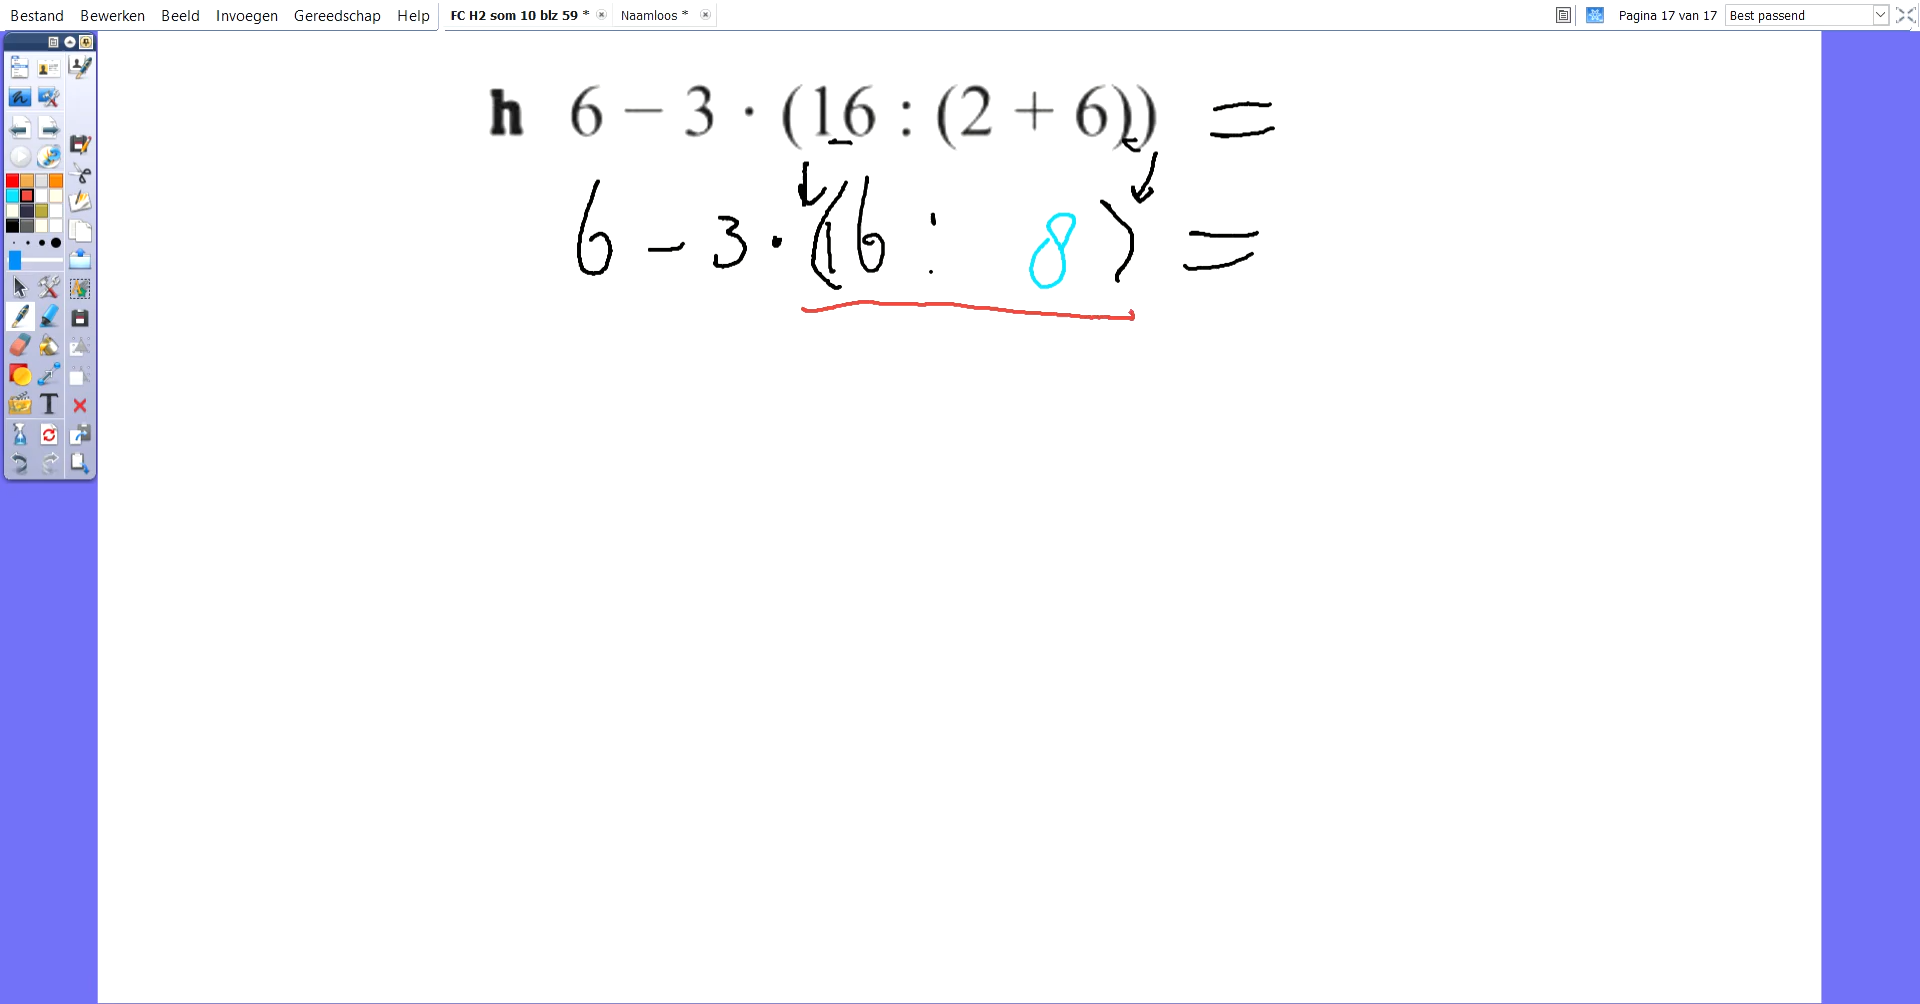 Bestand Bewerken Beeld Invoegen Gereedschap Help FC H2 som 10 blz 59 * Naamloos * Pagina 17 van 17 Best passend
h 6 − 3 · (16 : (2 + 6)) =
6 − 3 · (16 : 8) =